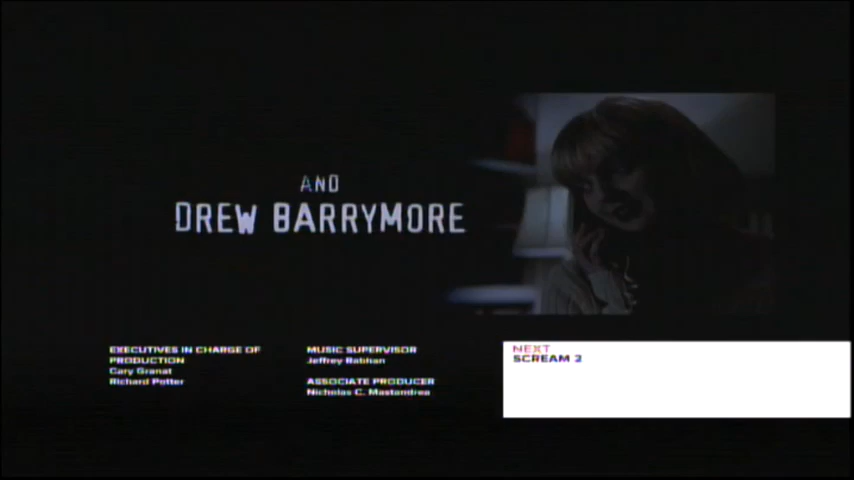 AND
DREW BARRYMORE
EXECUTIVES IN CHARGE OF
PRODUCTION
Cary Granat
Richard Potter
MUSIC SUPERVISOR
Jeffrey Rabhan
ASSOCIATE PRODUCER
Nicholas C. Mastandrea
NEXT
SCREAM 2